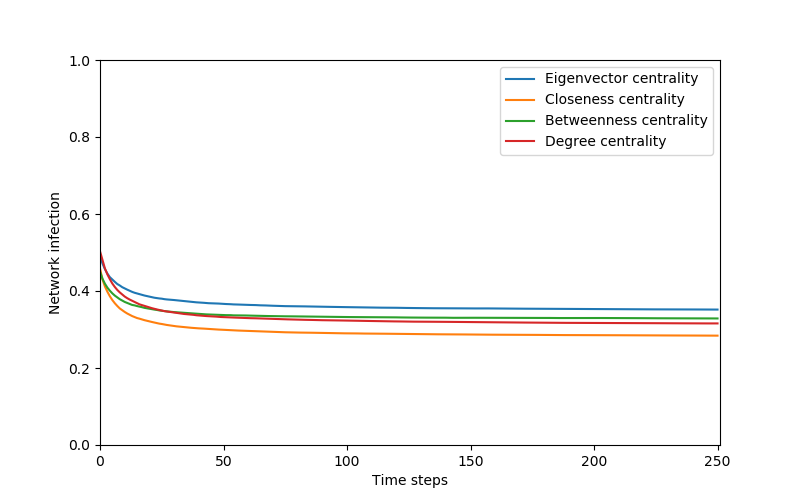 1.0
0.8
0.6
0.4
0.2
0.0
Network infection
Eigenvector centrality
Closeness centrality
Betweenness centrality
Degree centrality
0 50 100 150 200 250
Time steps